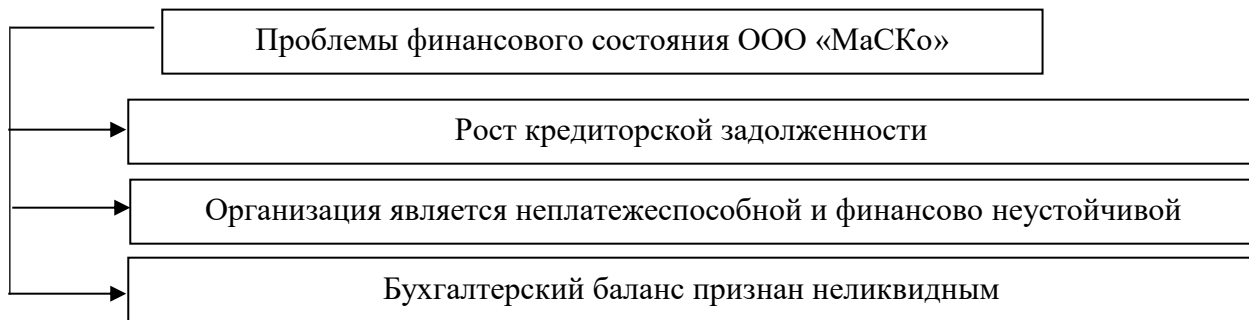 Проблемы финансового состояния ООО «МаСКо»
Рост кредиторской задолженности
Организация является неплатежеспособной и финансово неустойчивой
Бухгалтерский баланс признан неликвидным